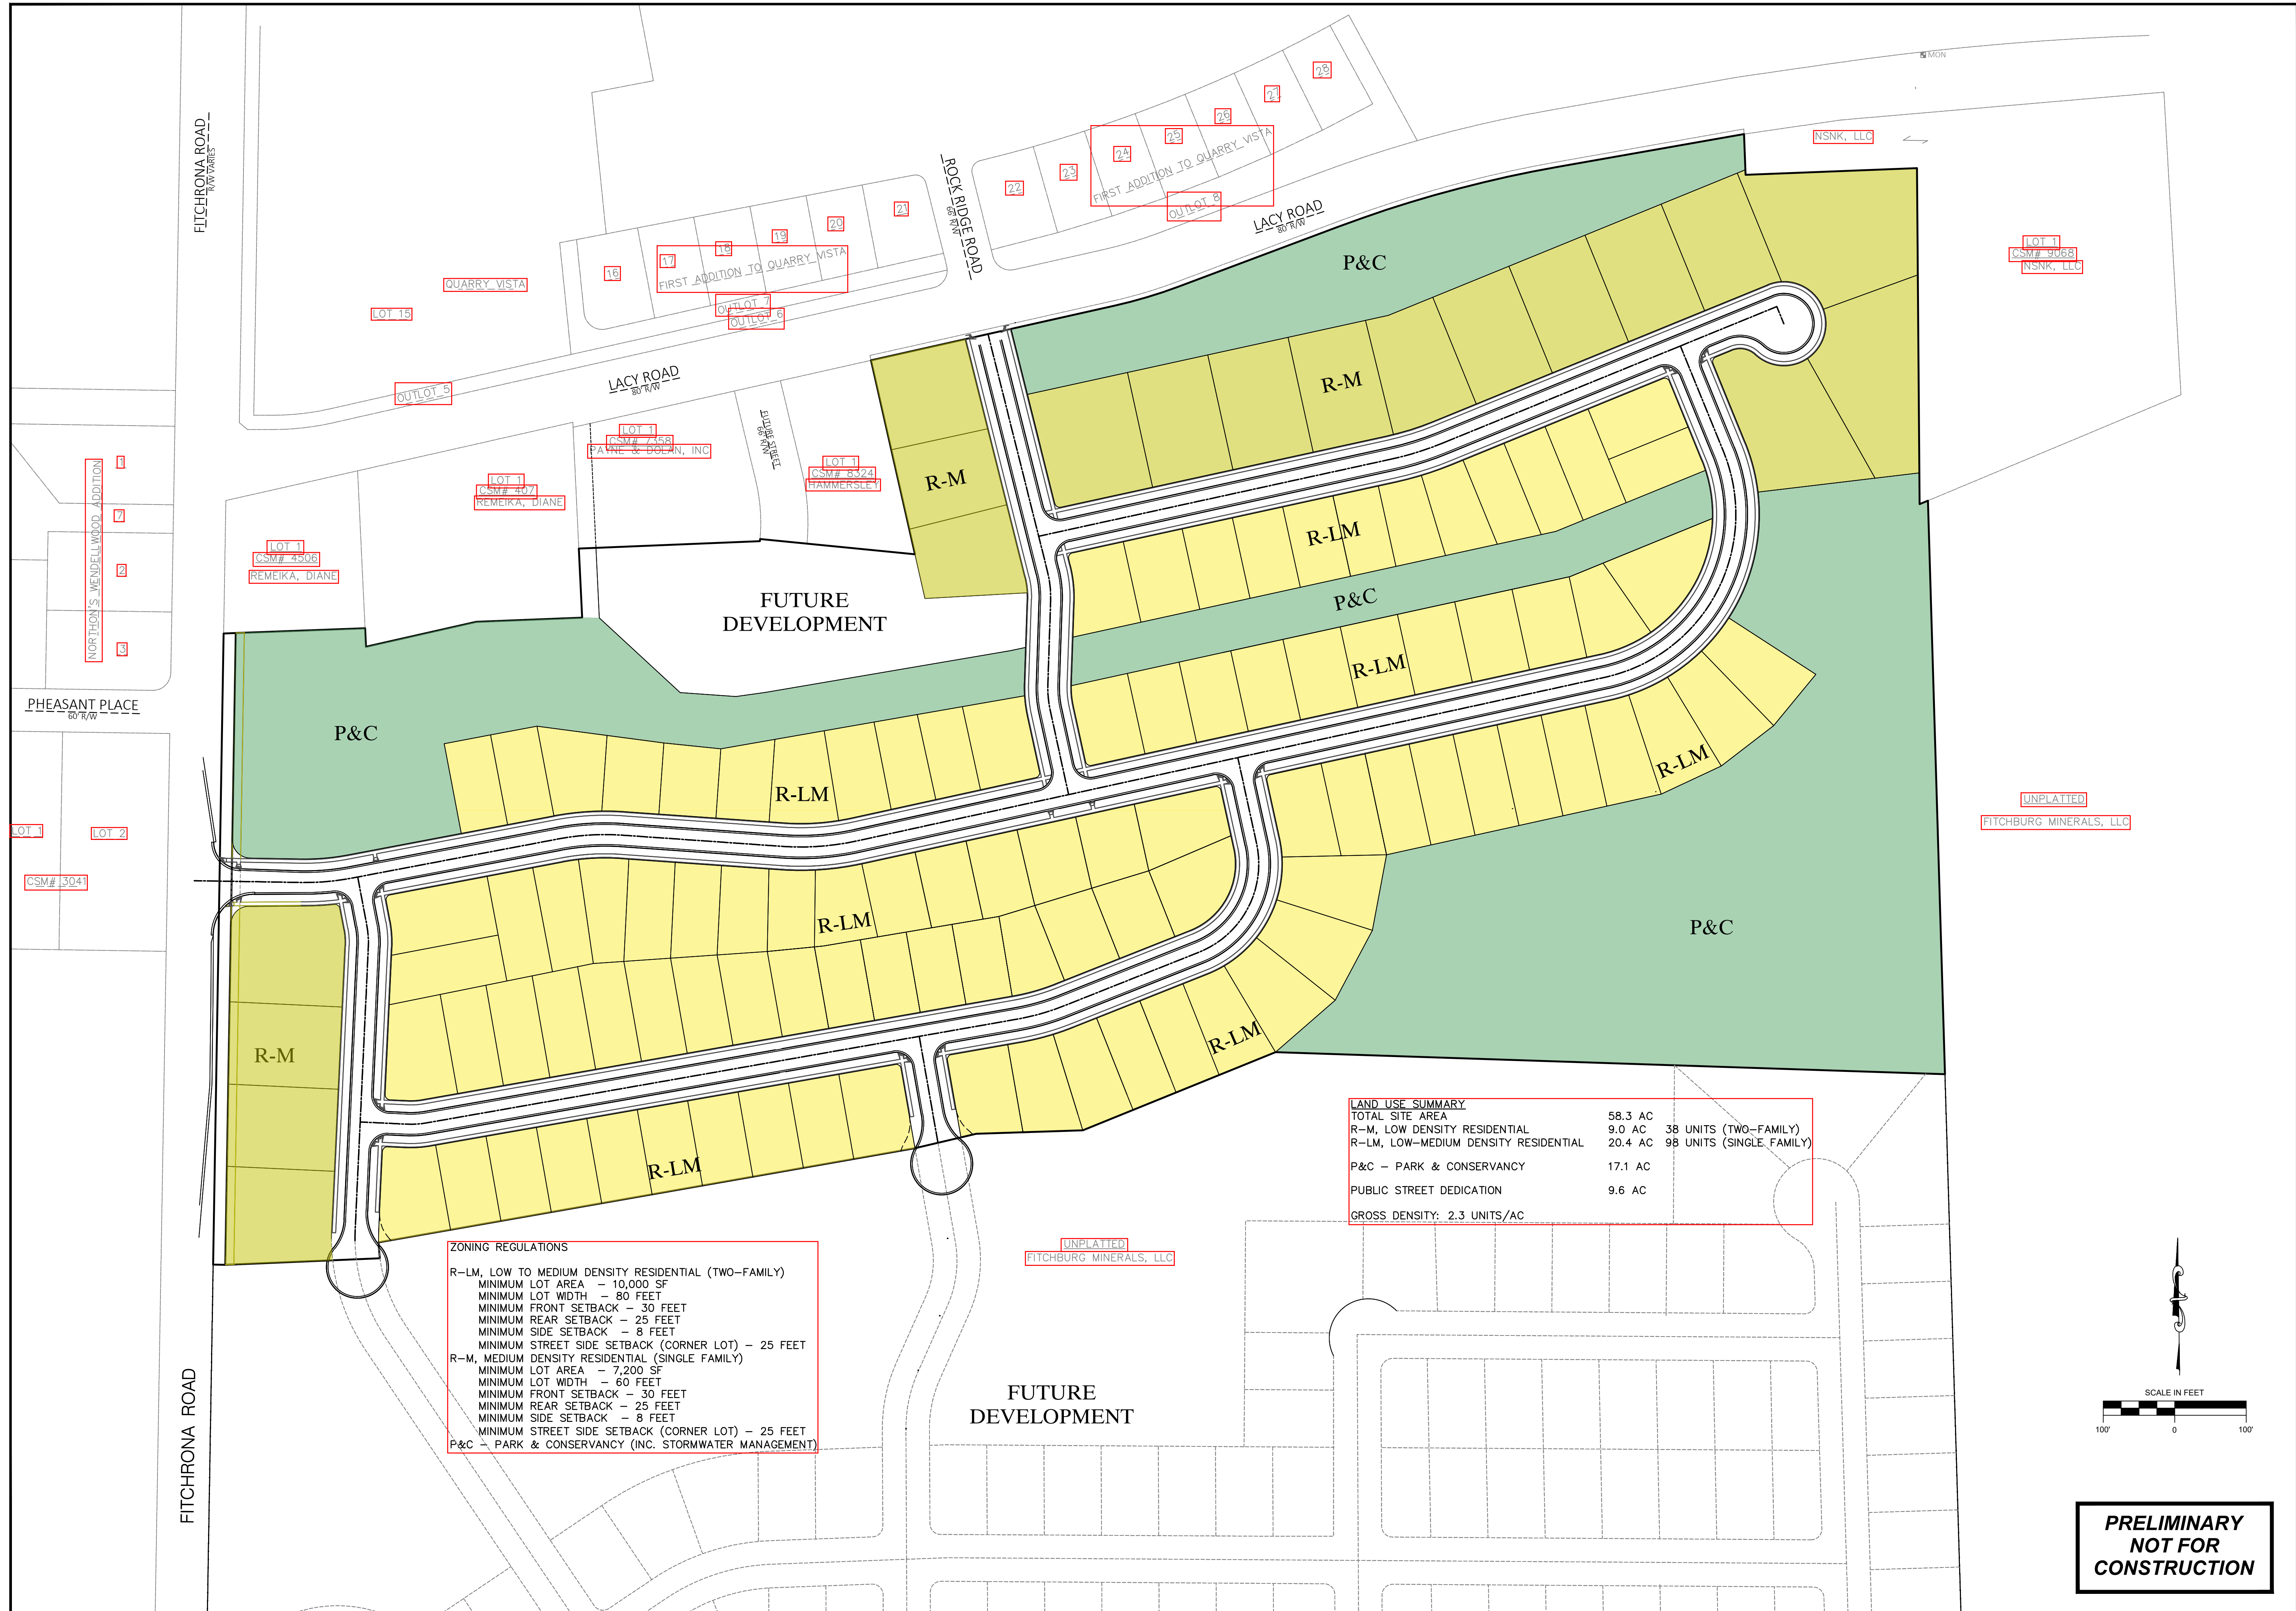 MON
28
27
26
25
24
23
22
FIRST ADDITION TO QUARRY VISTA
OUTLOT 8
NSNK, LLC
FITCHRONA ROAD
R/W VARIES
ROCK RIDGE ROAD
66' R/W
LACY ROAD
80' R/W
21
20
19
18
17
16
FIRST ADDITION TO QUARRY VISTA
OUTLOT 7
OUTLOT 6
QUARRY VISTA
LOT 15
OUTLOT 5
LOT 1
CSM# 9068
NSNK, LLC
P&C
LACY ROAD
80' R/W
R-M
FUTURE STREET
66' R/W
LOT 1
CSM# 7358
PAYNE & DOLAN, INC
LOT 1
CSM# 8324
HAMMERSLEY
LOT 1
CSM# 407
REMEIKA, DIANE
LOT 1
CSM# 4506
REMEIKA, DIANE
R-M
R-LM
NORTHON'S WENDELLWOOD ADDITION
1
7
2
3
FUTURE
DEVELOPMENT
P&C
R-LM
PHEASANT PLACE
60' R/W
P&C
R-LM
R-LM
LOT 1
LOT 2
CSM# 3041
UNPLATTED
FITCHBURG MINERALS, LLC
R-LM
P&C
R-M
R-LM
R-LM
LAND USE SUMMARY
TOTAL SITE AREA 58.3 AC
R-M, LOW DENSITY RESIDENTIAL 9.0 AC 38 UNITS (TWO-FAMILY)
R-LM, LOW-MEDIUM DENSITY RESIDENTIAL 20.4 AC 98 UNITS (SINGLE FAMILY)
P&C - PARK & CONSERVANCY 17.1 AC
PUBLIC STREET DEDICATION 9.6 AC
GROSS DENSITY: 2.3 UNITS/AC
UNPLATTED
FITCHBURG MINERALS, LLC
ZONING REGULATIONS
R-LM, LOW TO MEDIUM DENSITY RESIDENTIAL (TWO-FAMILY)
MINIMUM LOT AREA - 10,000 SF
MINIMUM LOT WIDTH - 80 FEET
MINIMUM FRONT SETBACK - 30 FEET
MINIMUM REAR SETBACK - 25 FEET
MINIMUM SIDE SETBACK - 8 FEET
MINIMUM STREET SIDE SETBACK (CORNER LOT) - 25 FEET
R-M, MEDIUM DENSITY RESIDENTIAL (SINGLE FAMILY)
MINIMUM LOT AREA - 7,200 SF
MINIMUM LOT WIDTH - 60 FEET
MINIMUM FRONT SETBACK - 30 FEET
MINIMUM REAR SETBACK - 25 FEET
MINIMUM SIDE SETBACK - 8 FEET
MINIMUM STREET SIDE SETBACK (CORNER LOT) - 25 FEET
P&C - PARK & CONSERVANCY (INC. STORMWATER MANAGEMENT)
FITCHRONA ROAD
FUTURE
DEVELOPMENT
SCALE IN FEET
100' 0 100'
PRELIMINARY
NOT FOR
CONSTRUCTION